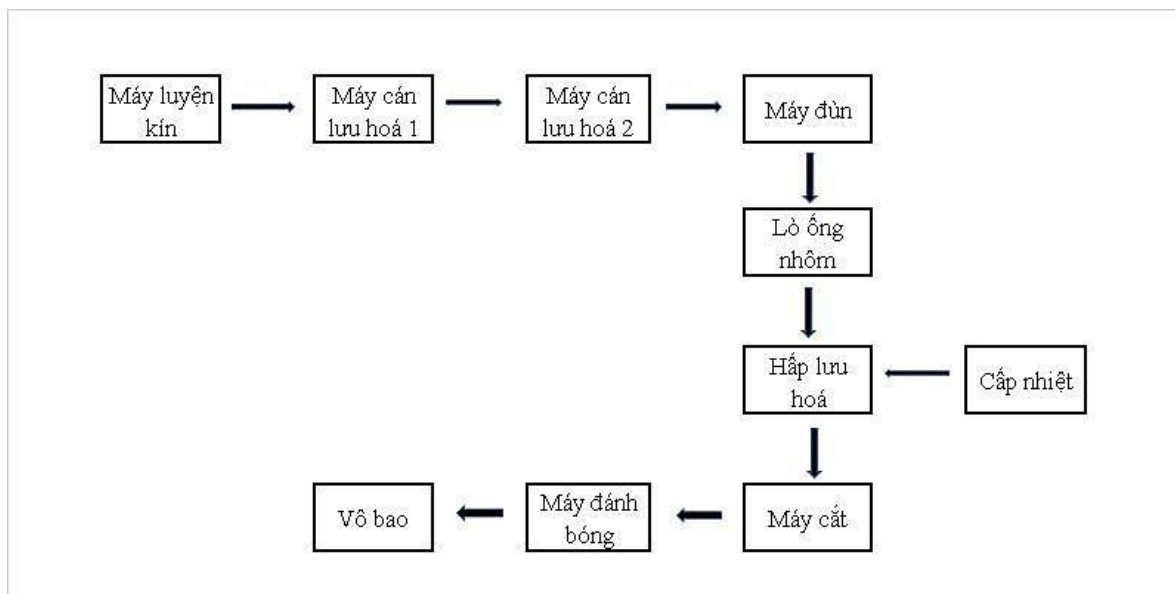 Máy luyện
kín
Máy cán
lưu hoá 1
Máy cán
lưu hoá 2
Máy đùn
Lò ống
nhôm
Hấp lưu
hoá
Cấp nhiệt
Máy cắt
Máy đánh
bóng
Vô bao